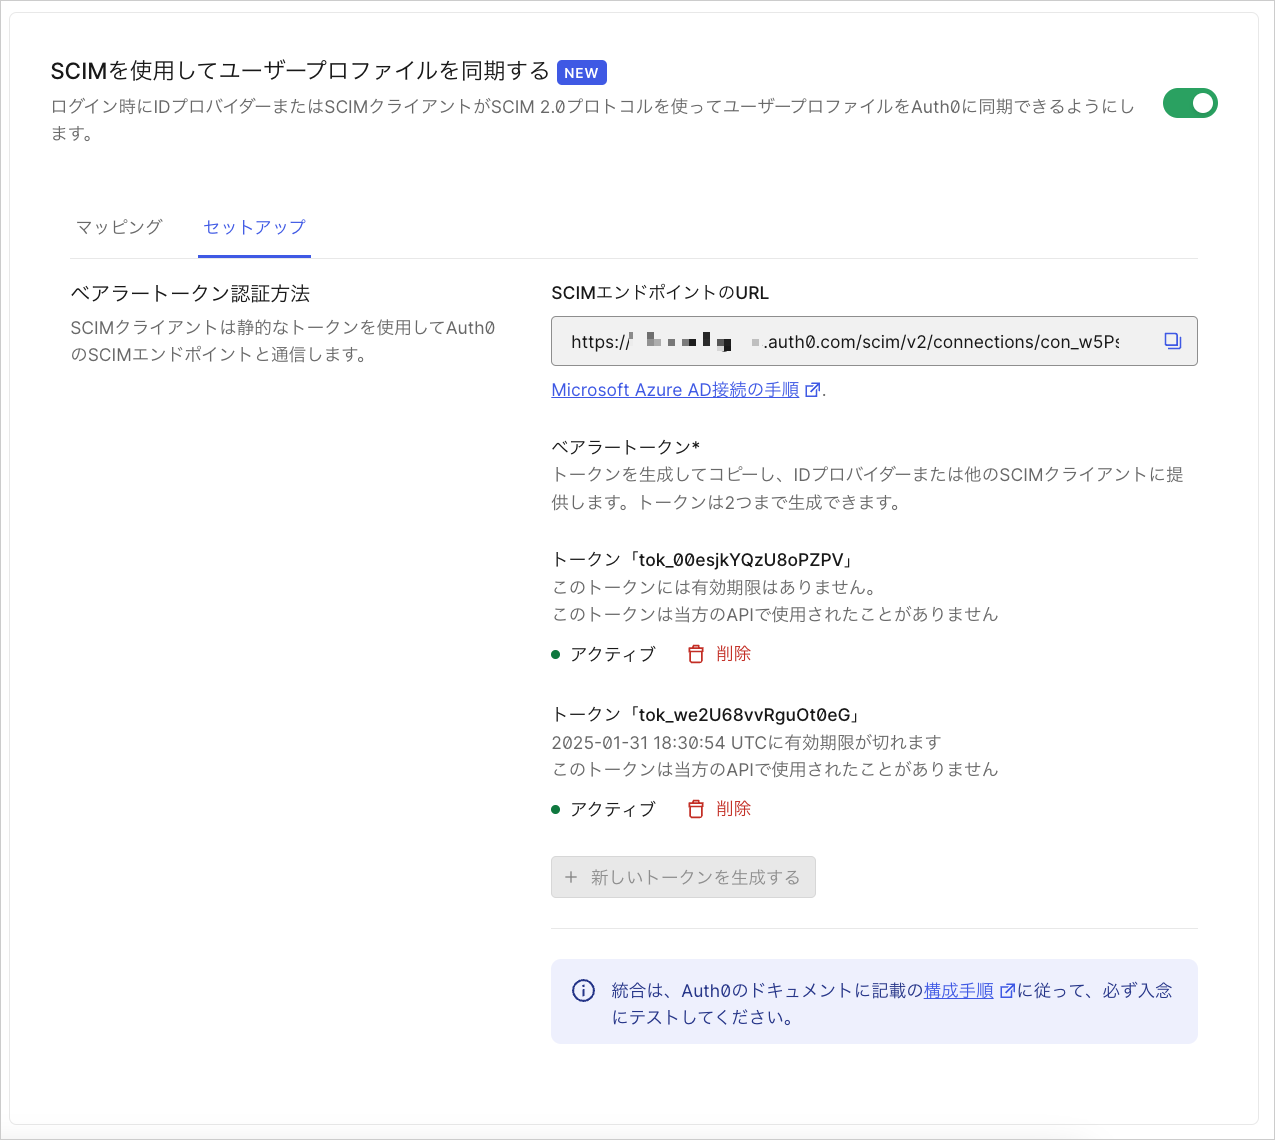 SCIMを使用してユーザープロファイルを同期する NEW
ログイン時にIDプロバイダーまたはSCIMクライアントがSCIM 2.0プロトコルを使ってユーザープロファイルをAuth0に同期できるようにし
ます。
マッピング セットアップ
ベアラートークン認証方法
SCIMクライアントは静的なトークンを使用してAuth0
のSCIMエンドポイントと通信します。
SCIMエンドポイントのURL
https:// .auth0.com/scim/v2/connections/con_w5Ps
Microsoft Azure AD接続の手順 .
ベアラートークン*
トークンを生成してコピーし、IDプロバイダーまたは他のSCIMクライアントに提
供します。トークンは2つまで生成できます。
トークン「tok_00esjkYQzU8oPZPV」
このトークンには有効期限はありません。
このトークンは当方のAPIで使用されたことがありません
アクティブ 削除
トークン「tok_we2U68vvRguOt0eG」
2025-01-31 18:30:54 UTCに有効期限が切れます
このトークンは当方のAPIで使用されたことがありません
アクティブ 削除
+ 新しいトークンを生成する
統合は、Auth0のドキュメントに記載の構成手順 に従って、必ず入念
にテストしてください。